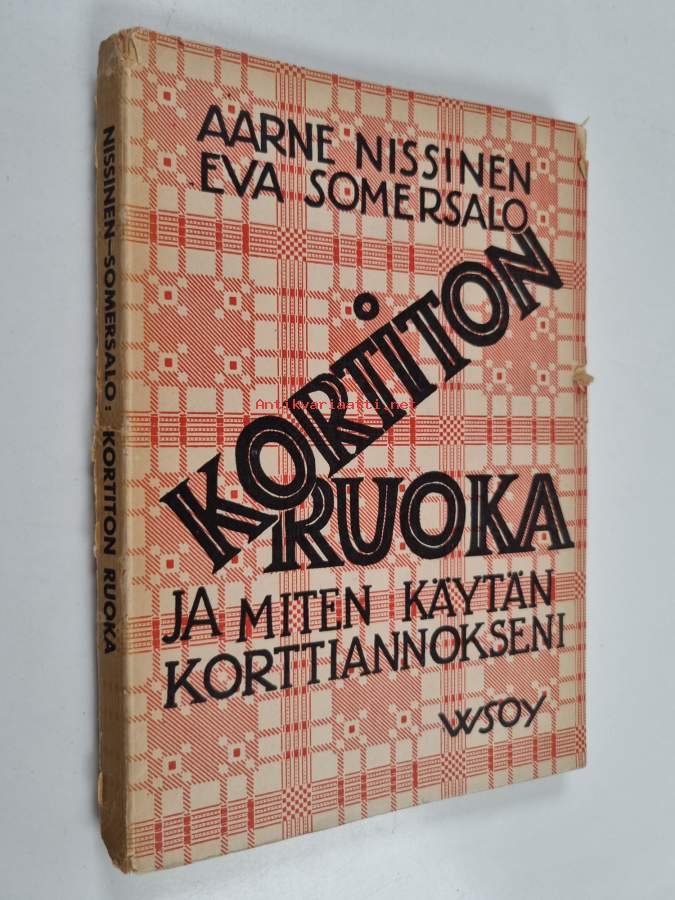 AARNE NISSINEN
EVA SOMERSALO
KORTITON
RUOKA
JA MITEN KÄYTÄN
KORTTIANNOKSENI
WSOY
NISSINEN—SOMERSALO: KORTITON RUOKA
Antikvariaatti.net